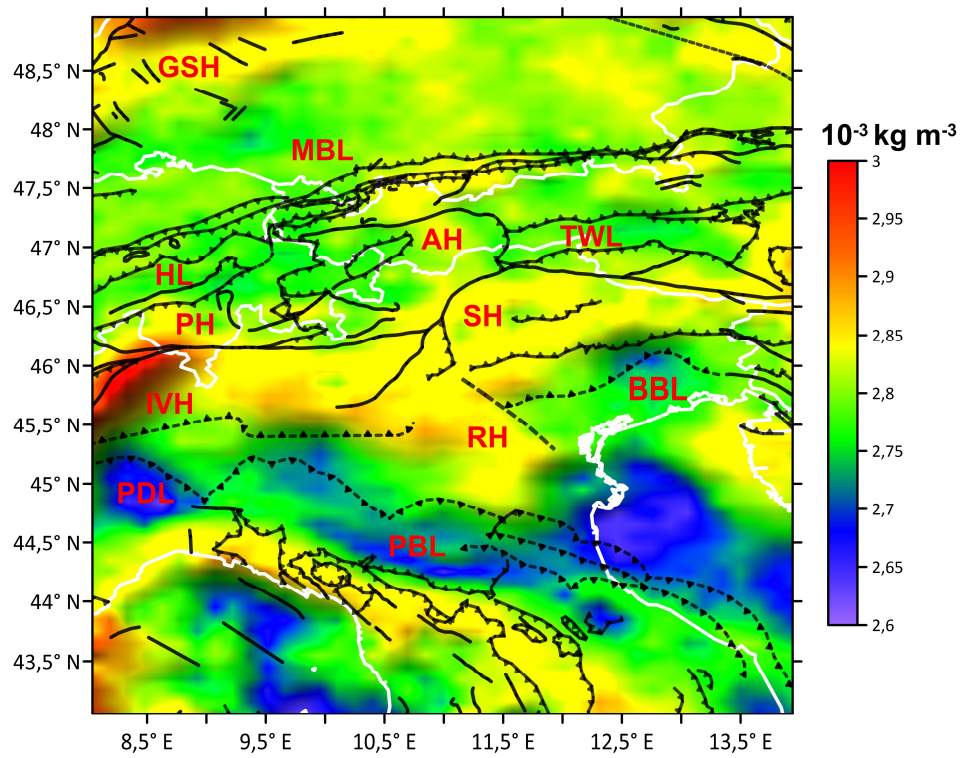 10⁻³ kg m⁻³
48,5° N
48° N
47,5° N
47° N
46,5° N
46° N
45,5° N
45° N
44,5° N
44° N
43,5° N
GSH
MBL
AH
TWL
HL
PH
SH
IVH
BBL
RH
PDL
PBL
3
2,95
2,9
2,85
2,8
2,75
2,7
2,65
2,6
8,5° E
9,5° E
10,5° E
11,5° E
12,5° E
13,5° E